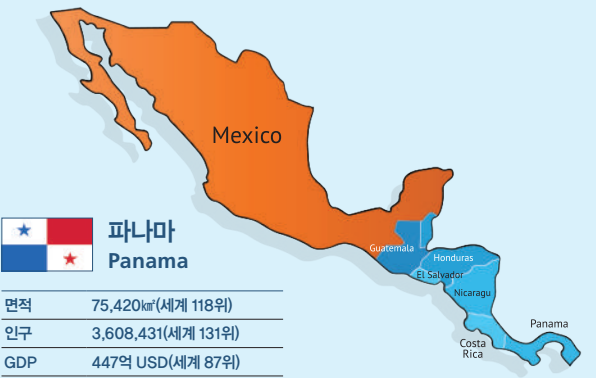 Mexico
Guatemala
Honduras
El Salvador
Nicaragu
Costa
Rica
Panama
파나마
Panama
면적 75,420㎢(세계 118위)
인구 3,608,431(세계 131위)
GDP 447억 USD(세계 87위)